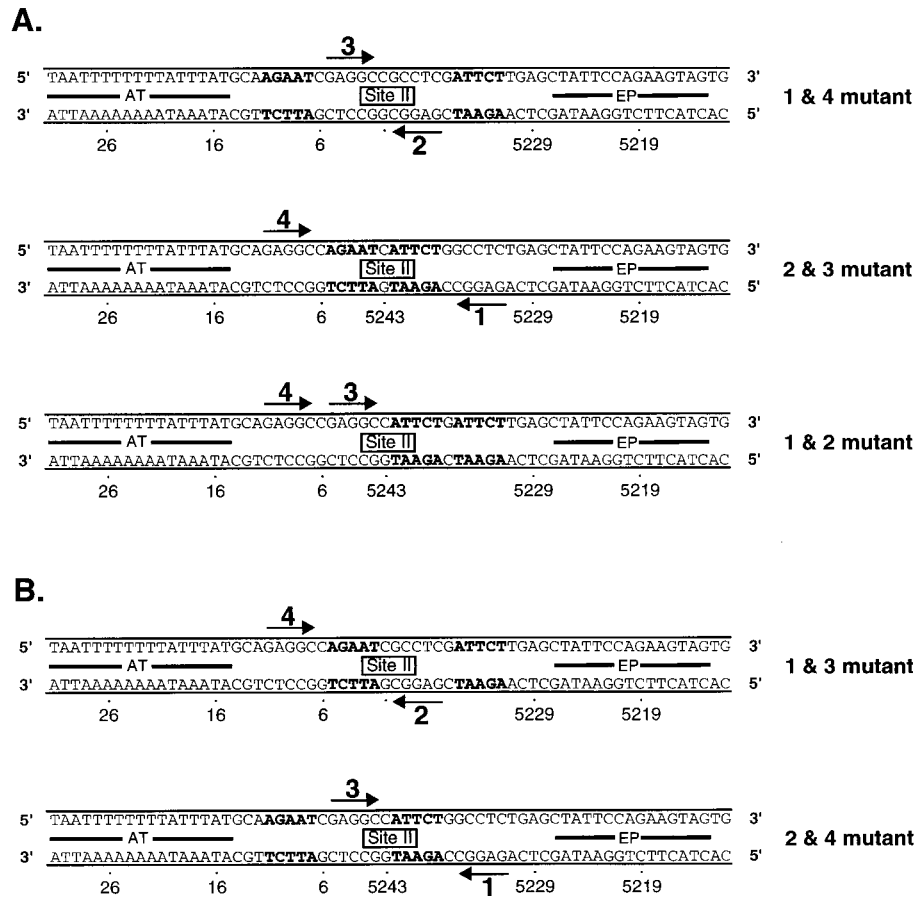 A.
3
5' TAATTTTTTTTATTTATGCAAGAATCGAGGCCGCCTCGATTCTTGAGCTATTCCAGAAGTAGTG 3'
AT Site II EP 1 & 4 mutant
3' ATTAAAAAAAATAAATACGTTCTTAGCTCCGGCGGAGCTAAGAACTCGATAAGGTCTTCATCAC 5'
26 16 6 2 5229 5219
4
5' TAATTTTTTTTATTTATGCAGAGGCCAGAATCATTCTGGCCTCTGAGCTATTCCAGAAGTAGTG 3'
AT Site II EP 2 & 3 mutant
3' ATTAAAAAAAATAAATACGTCTCCGGTCTTAGTAAGACCGGAGACTCGATAAGGTCTTCATCAC 5'
26 16 6 5243 1 5229 5219
4 3
5' TAATTTTTTTTATTTATGCAGAGGCCGAGGCCATTCTGATTCTTGAGCTATTCCAGAAGTAGTG 3'
AT Site II EP 1 & 2 mutant
3' ATTAAAAAAAATAAATACGTCTCCGGCTCCGGTAAGACTAAGAACTCGATAAGGTCTTCATCAC 5'
26 16 6 5243 5229 5219
B.
4
5' TAATTTTTTTTATTTATGCAGAGGCCAGAATCGCCTCGATTCTTGAGCTATTCCAGAAGTAGTG 3'
AT Site II EP 1 & 3 mutant
3' ATTAAAAAAAATAAATACGTCTCCGGTCTTAGCGGAGCTAAGAACTCGATAAGGTCTTCATCAC 5'
26 16 6 2 5229 5219
3
5' TAATTTTTTTTATTTATGCAAGAATCGAGGCCATTCTGGCCTCTGAGCTATTCCAGAAGTAGTG 3'
AT Site II EP 2 & 4 mutant
3' ATTAAAAAAAATAAATACGTTCTTAGCTCCGGTAAGACCGGAGACTCGATAAGGTCTTCATCAC 5'
26 16 6 5243 1 5229 5219